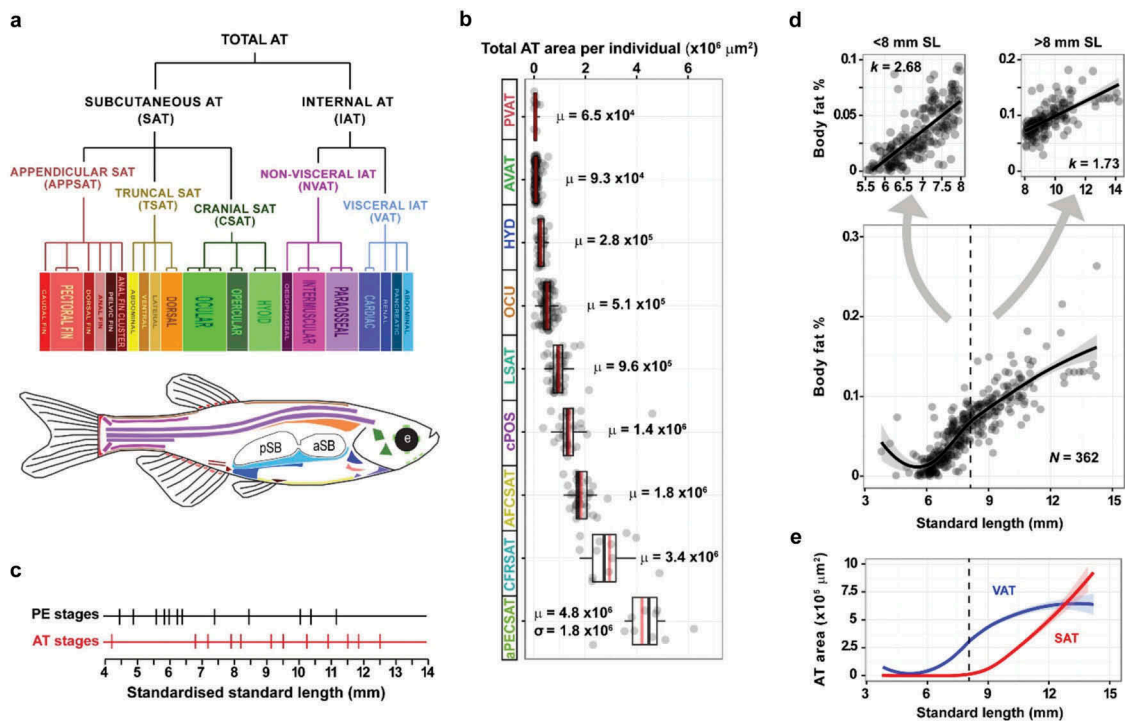 a
TOTAL AT
SUBCUTANEOUS AT
(SAT)
INTERNAL AT
(IAT)
APPENDICULAR SAT
(APPSAT)
TRUNCAL SAT
(TSAT)
CRANIAL SAT
(CSAT)
NON-VISCERAL IAT
(NVAT)
VISCERAL IAT
(VAT)
CAUDAL FIN
PECTORAL FIN
DORSAL FIN
ANAL FIN
PELVIC FIN
ANAL FIN CLUSTER
ABDOMINAL
VENTRAL
LATERAL
DORSAL
OCULAR
OPERCULAR
HYOID
OESOPHAGEAL
INTERMUSCULAR
PARAOSSEAL
CARDIAC
RENAL
PANCREATIC
ABDOMINAL
pSB
aSB
e
c
PE stages
AT stages
4 5 6 7 8 9 10 11 12 13 14
Standardised standard length (mm)
b
Total AT area per individual (x10⁶ µm²)
0 2 4 6
PVAT
µ = 6.5 x10⁴
AVAT
µ = 9.3 x10⁴
HYD
µ = 2.8 x10⁵
OCU
µ = 5.1 x10⁵
LSAT
µ = 9.6 x10⁵
cPOS
µ = 1.4 x10⁶
AFCSAT
µ = 1.8 x10⁶
CFRSAT
µ = 3.4 x10⁶
aPECSAT
µ = 4.8 x10⁶
σ = 1.8 x10⁶
d
<8 mm SL
Body fat %
0.1
0.05
0
k = 2.68
5.5 6 6.5 7 7.5 8
>8 mm SL
0.2
0.1
0
k = 1.73
8 10 12 14
Body fat %
0.3
0.2
0.1
0
N = 362
3 6 9 12 15
Standard length (mm)
e
AT area (x10⁵ µm²)
10
7.5
5
2.5
0
VAT
SAT
3 6 9 12 15
Standard length (mm)